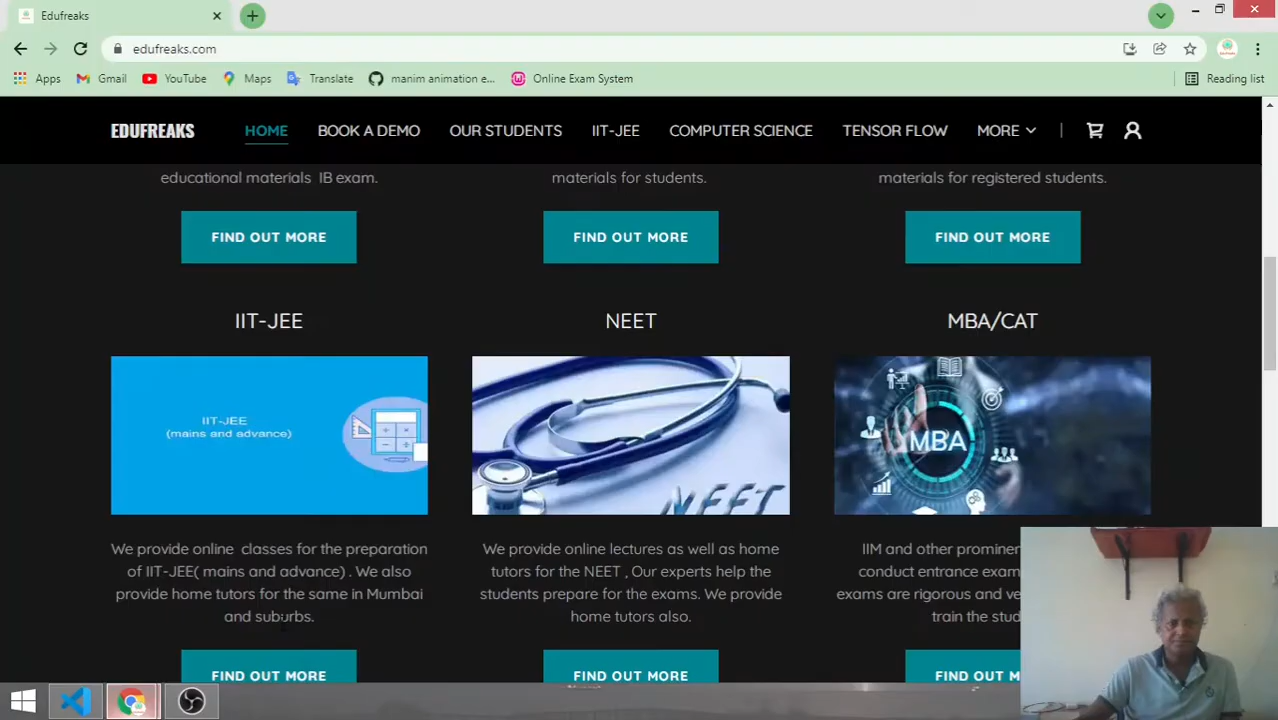 Edufreaks
edufreaks.com
Apps Gmail YouTube Maps Translate manim animation e... Online Exam System Reading list
EDUFREAKS HOME BOOK A DEMO OUR STUDENTS IIT-JEE COMPUTER SCIENCE TENSOR FLOW MORE
educational materials IB exam.
materials for students.
materials for registered students.
FIND OUT MORE FIND OUT MORE FIND OUT MORE
IIT-JEE
IIT-JEE
(mains and advance)
We provide online classes for the preparation
of IIT-JEE( mains and advance) . We also
provide home tutors for the same in Mumbai
and suburbs.
FIND OUT MORE
NEET
NEET
We provide online lectures as well as home
tutors for the NEET , Our experts help the
students prepare for the exams. We provide
home tutors also.
FIND OUT MORE
MBA/CAT
MBA
IIM and other
conduct entrance
exams are rigorous and
train the
FIND OUT